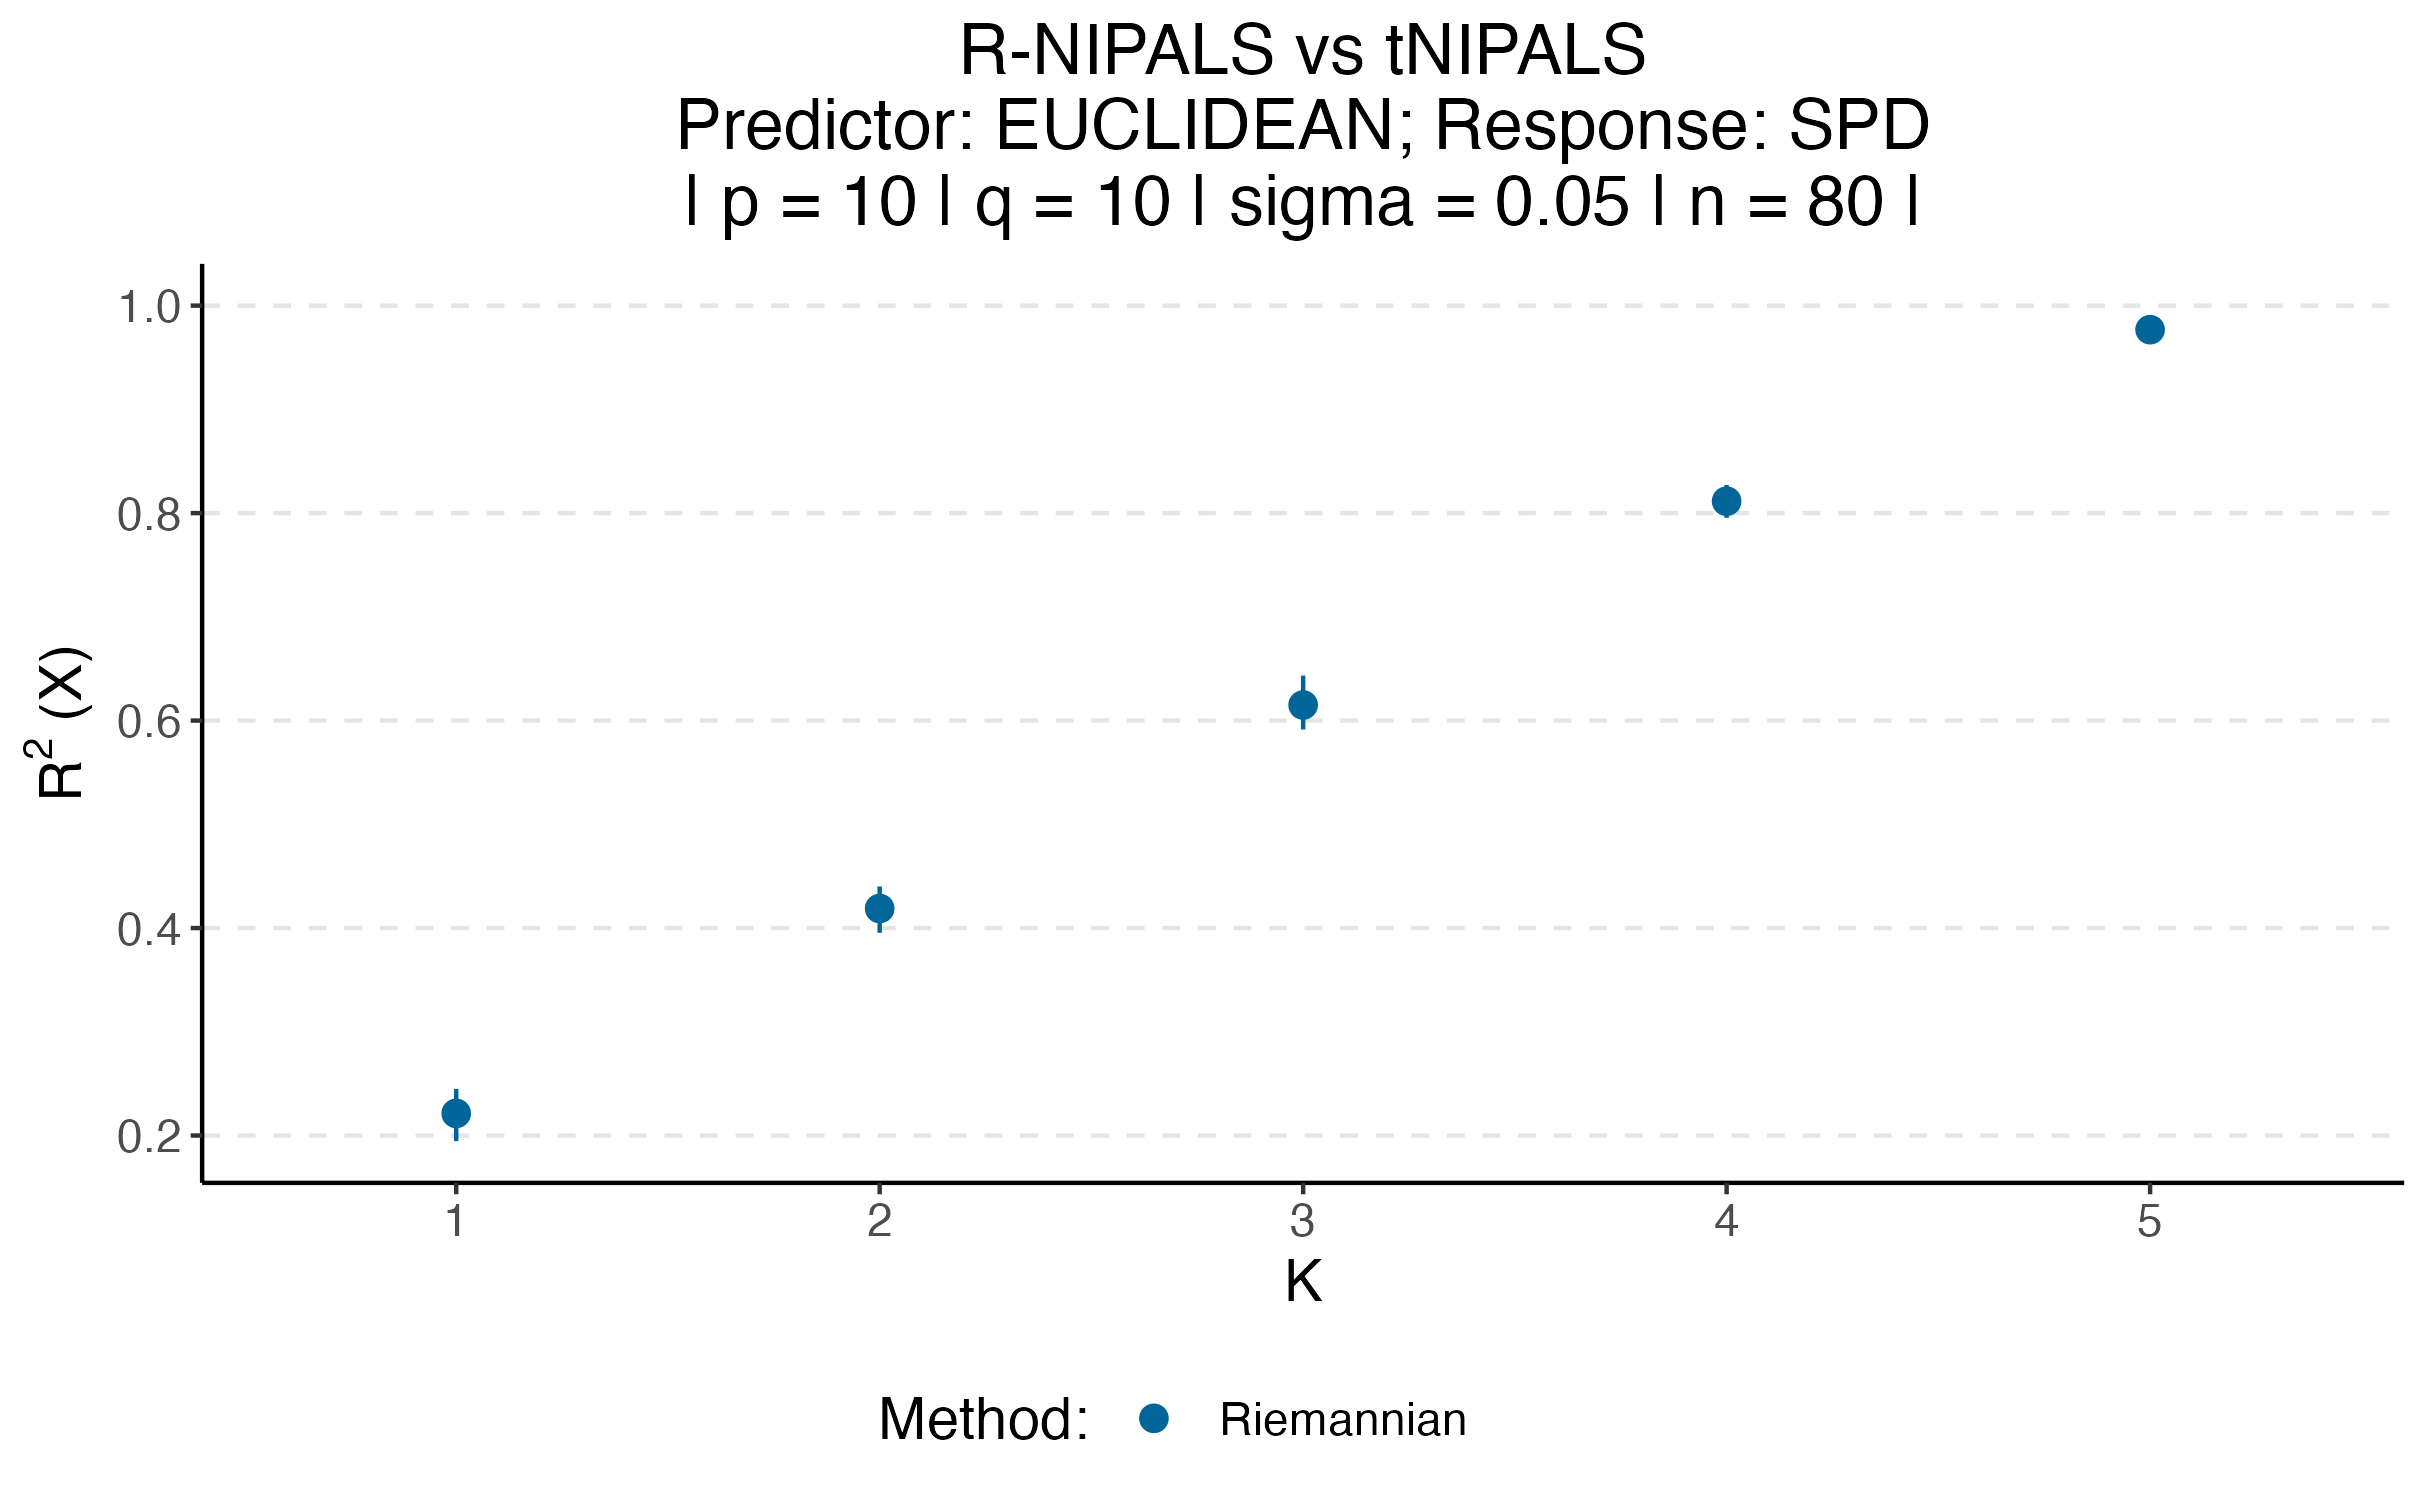 R-NIPALS vs tNIPALS
Predictor: EUCLIDEAN; Response: SPD
| p = 10 | q = 10 | sigma = 0.05 | n = 80 |
R² (X)
1.0
0.8
0.6
0.4
0.2
1 2 3 4 5
K
Method: Riemannian